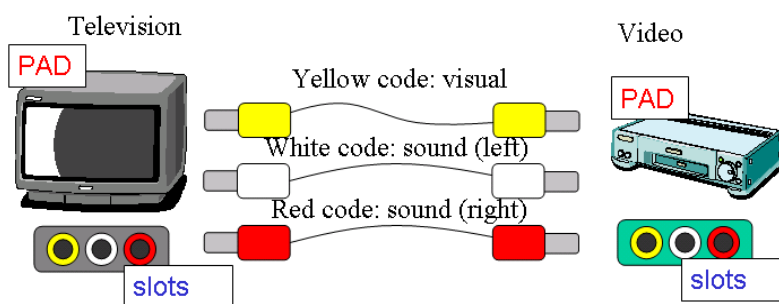 Television
Video
PAD
PAD
Yellow code: visual
White code: sound (left)
Red code: sound (right)
slots
slots